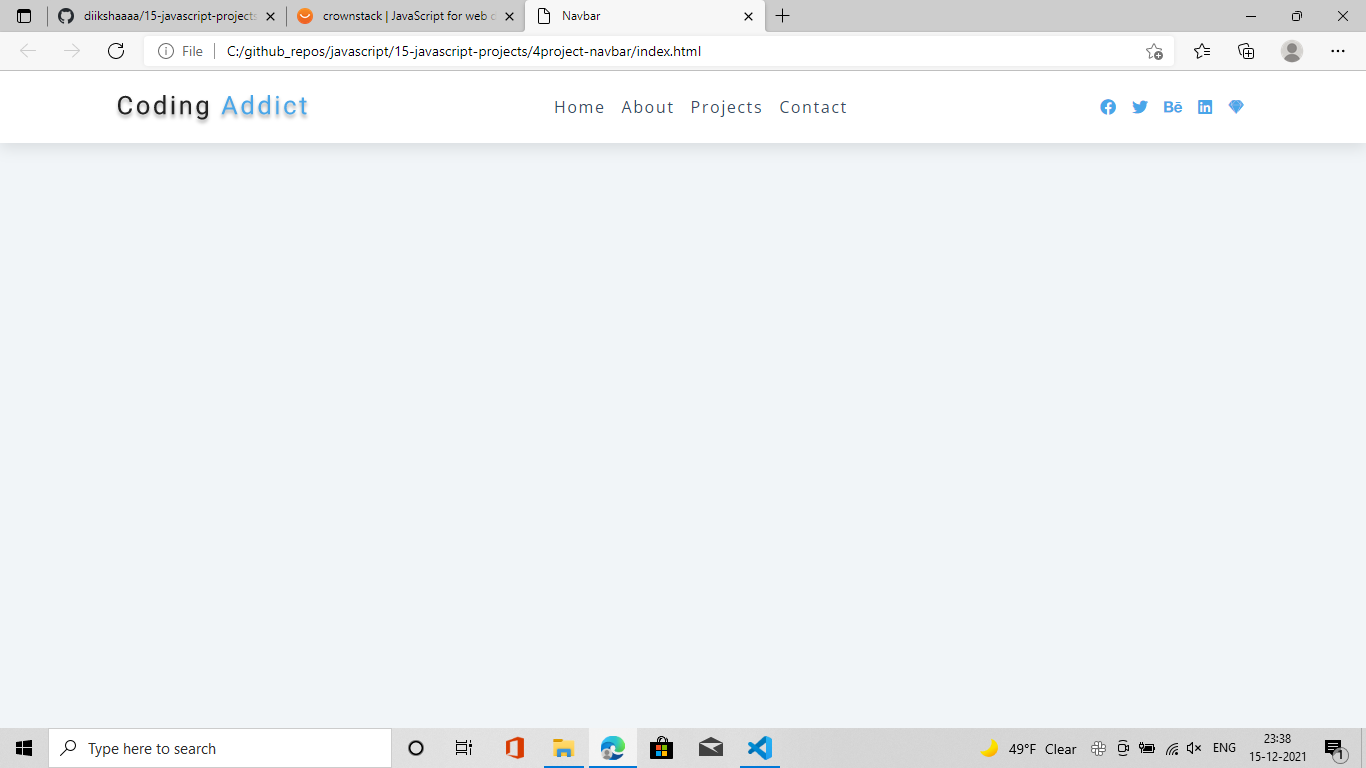 diikshaaaa/15-javascript-projects
crownstack | JavaScript for web d
Navbar
File
C:/github_repos/javascript/15-javascript-projects/4project-navbar/index.html
Coding Addict
Home About Projects Contact
Bē
Type here to search
49°F Clear
ENG
23:38
15-12-2021
1